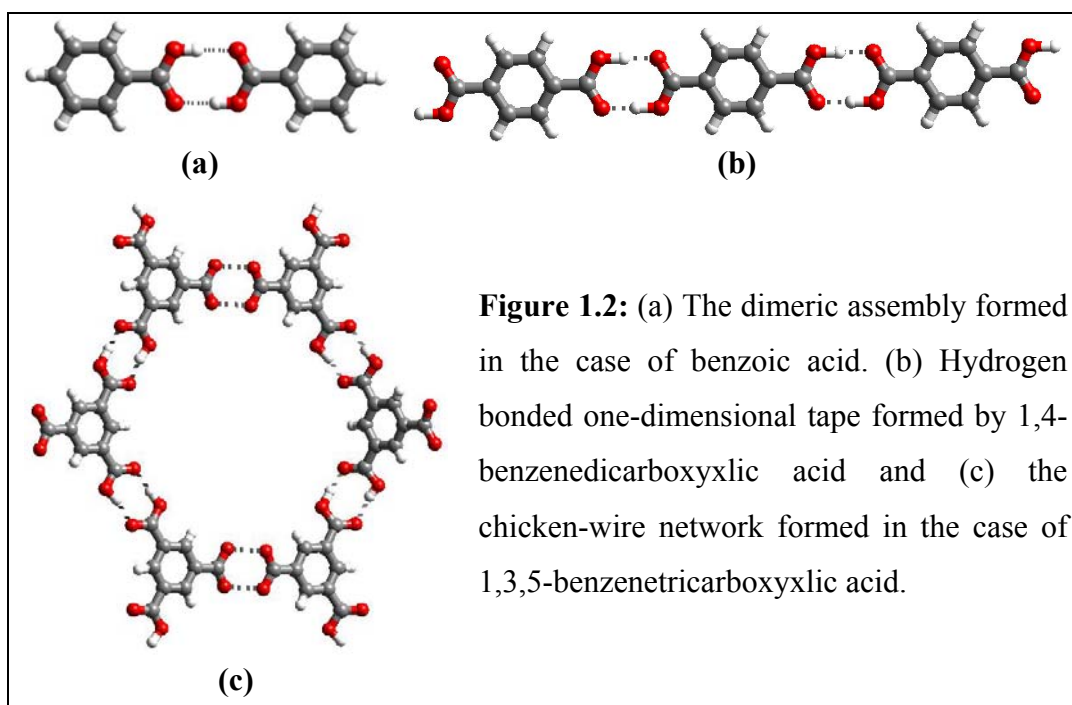 (a)
(b)
(c)
Figure 1.2: (a) The dimeric assembly formed
in the case of benzoic acid. (b) Hydrogen
bonded one-dimensional tape formed by 1,4-
benzenedicarboxyxlic acid and (c) the
chicken-wire network formed in the case of
1,3,5-benzenetricarboxyxlic acid.